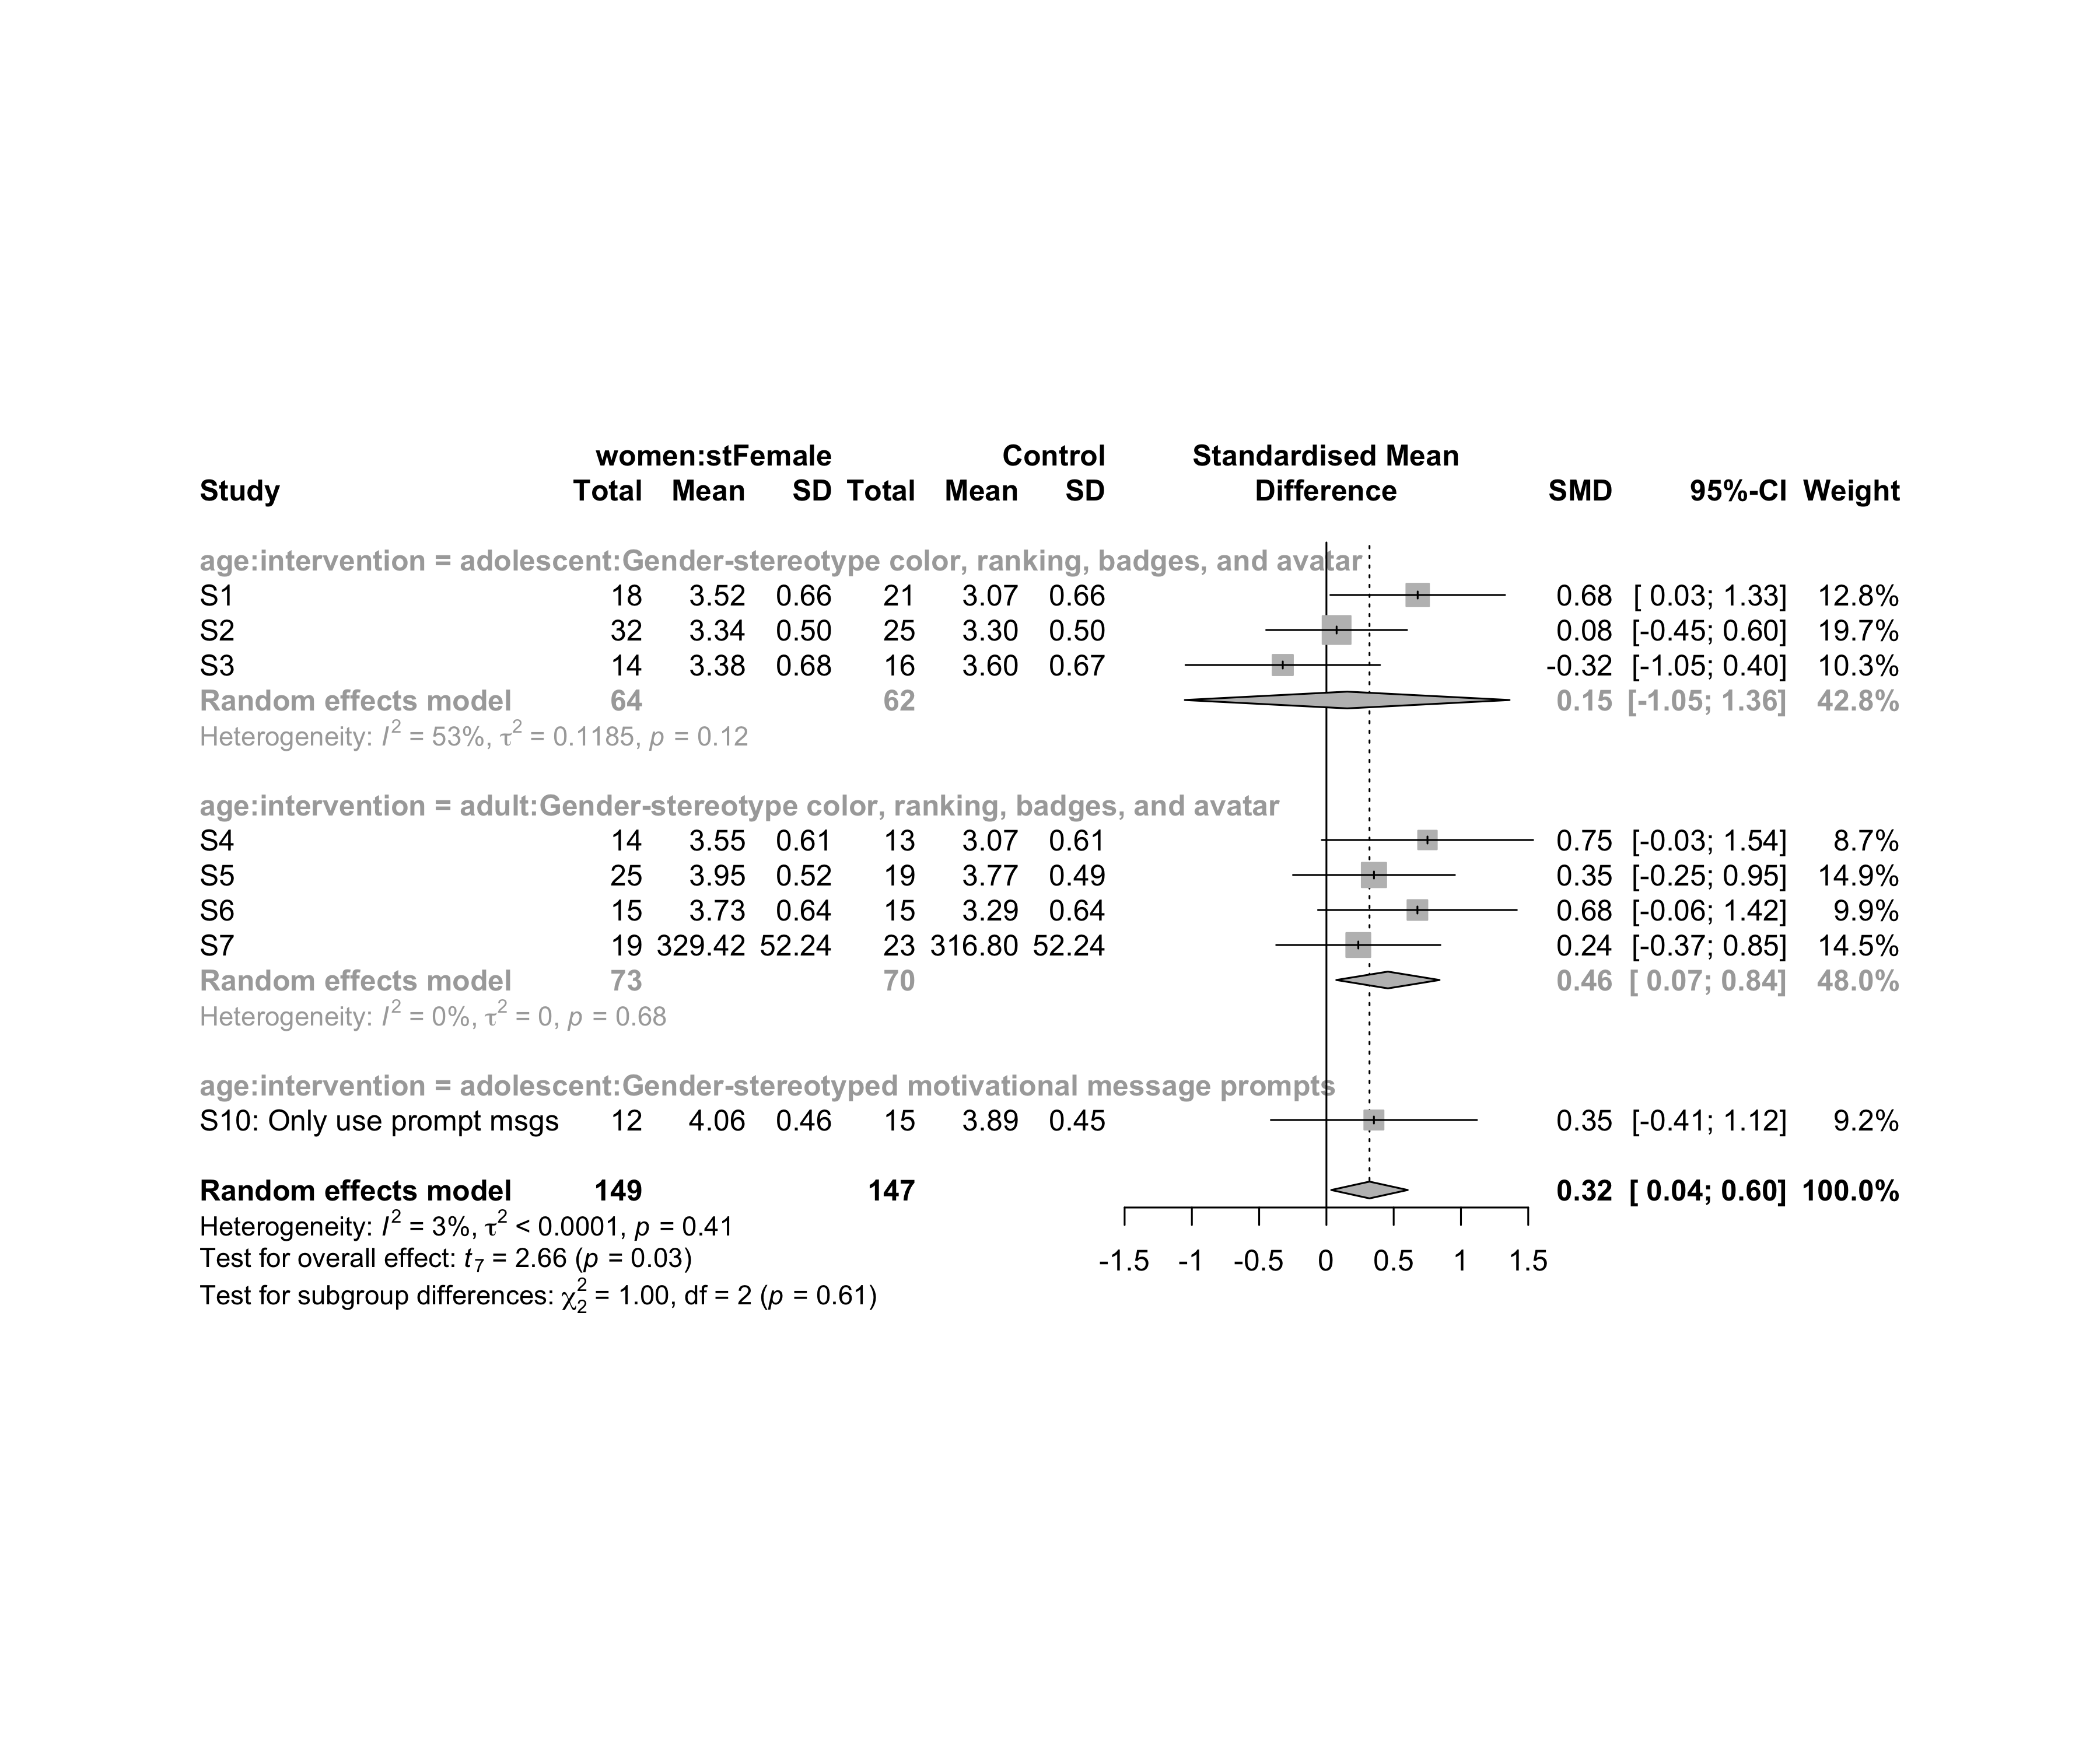 women:stFemale Control Standardised Mean
Study Total Mean SD Total Mean SD Difference SMD 95%-CI Weight
age:intervention = adolescent:Gender-stereotype color, ranking, badges, and avatar
S1 18 3.52 0.66 21 3.07 0.66 0.68 [ 0.03; 1.33] 12.8%
S2 32 3.34 0.50 25 3.30 0.50 0.08 [-0.45; 0.60] 19.7%
S3 14 3.38 0.68 16 3.60 0.67 -0.32 [-1.05; 0.40] 10.3%
Random effects model 64 62 0.15 [-1.05; 1.36] 42.8%
Heterogeneity: I² = 53%, τ² = 0.1185, p = 0.12
age:intervention = adult:Gender-stereotype color, ranking, badges, and avatar
S4 14 3.55 0.61 13 3.07 0.61 0.75 [-0.03; 1.54] 8.7%
S5 25 3.95 0.52 19 3.77 0.49 0.35 [-0.25; 0.95] 14.9%
S6 15 3.73 0.64 15 3.29 0.64 0.68 [-0.06; 1.42] 9.9%
S7 19 329.42 52.24 23 316.80 52.24 0.24 [-0.37; 0.85] 14.5%
Random effects model 73 70 0.46 [ 0.07; 0.84] 48.0%
Heterogeneity: I² = 0%, τ² = 0, p = 0.68
age:intervention = adolescent:Gender-stereotyped motivational message prompts
S10: Only use prompt msgs 12 4.06 0.46 15 3.89 0.45 0.35 [-0.41; 1.12] 9.2%
Random effects model 149 147 0.32 [ 0.04; 0.60] 100.0%
Heterogeneity: I² = 3%, τ² < 0.0001, p = 0.41
Test for overall effect: t₇ = 2.66 (p = 0.03)
-1.5 -1 -0.5 0 0.5 1 1.5
Test for subgroup differences: χ²₂ = 1.00, df = 2 (p = 0.61)